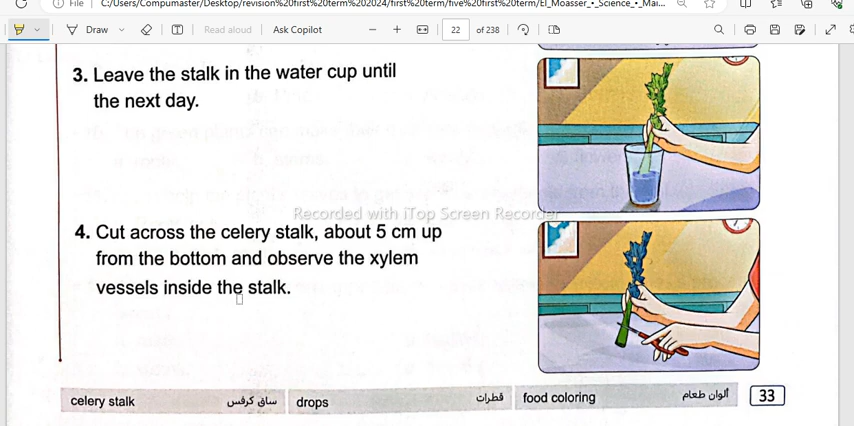 File | C:/Users/Compumaster/Desktop/revision%20first%20term%202024/first%20term/five%20first%20term/El_Moasser_•_Science_•_Mai...
Draw
Read aloud
Ask Copilot
22 of 238
3. Leave the stalk in the water cup until
the next day.
Recorded with iTop Screen Recorder
4. Cut across the celery stalk, about 5 cm up
from the bottom and observe the xylem
vessels inside the stalk.
celery stalk ساق كرفس drops قطرات food coloring ألوان طعام 33